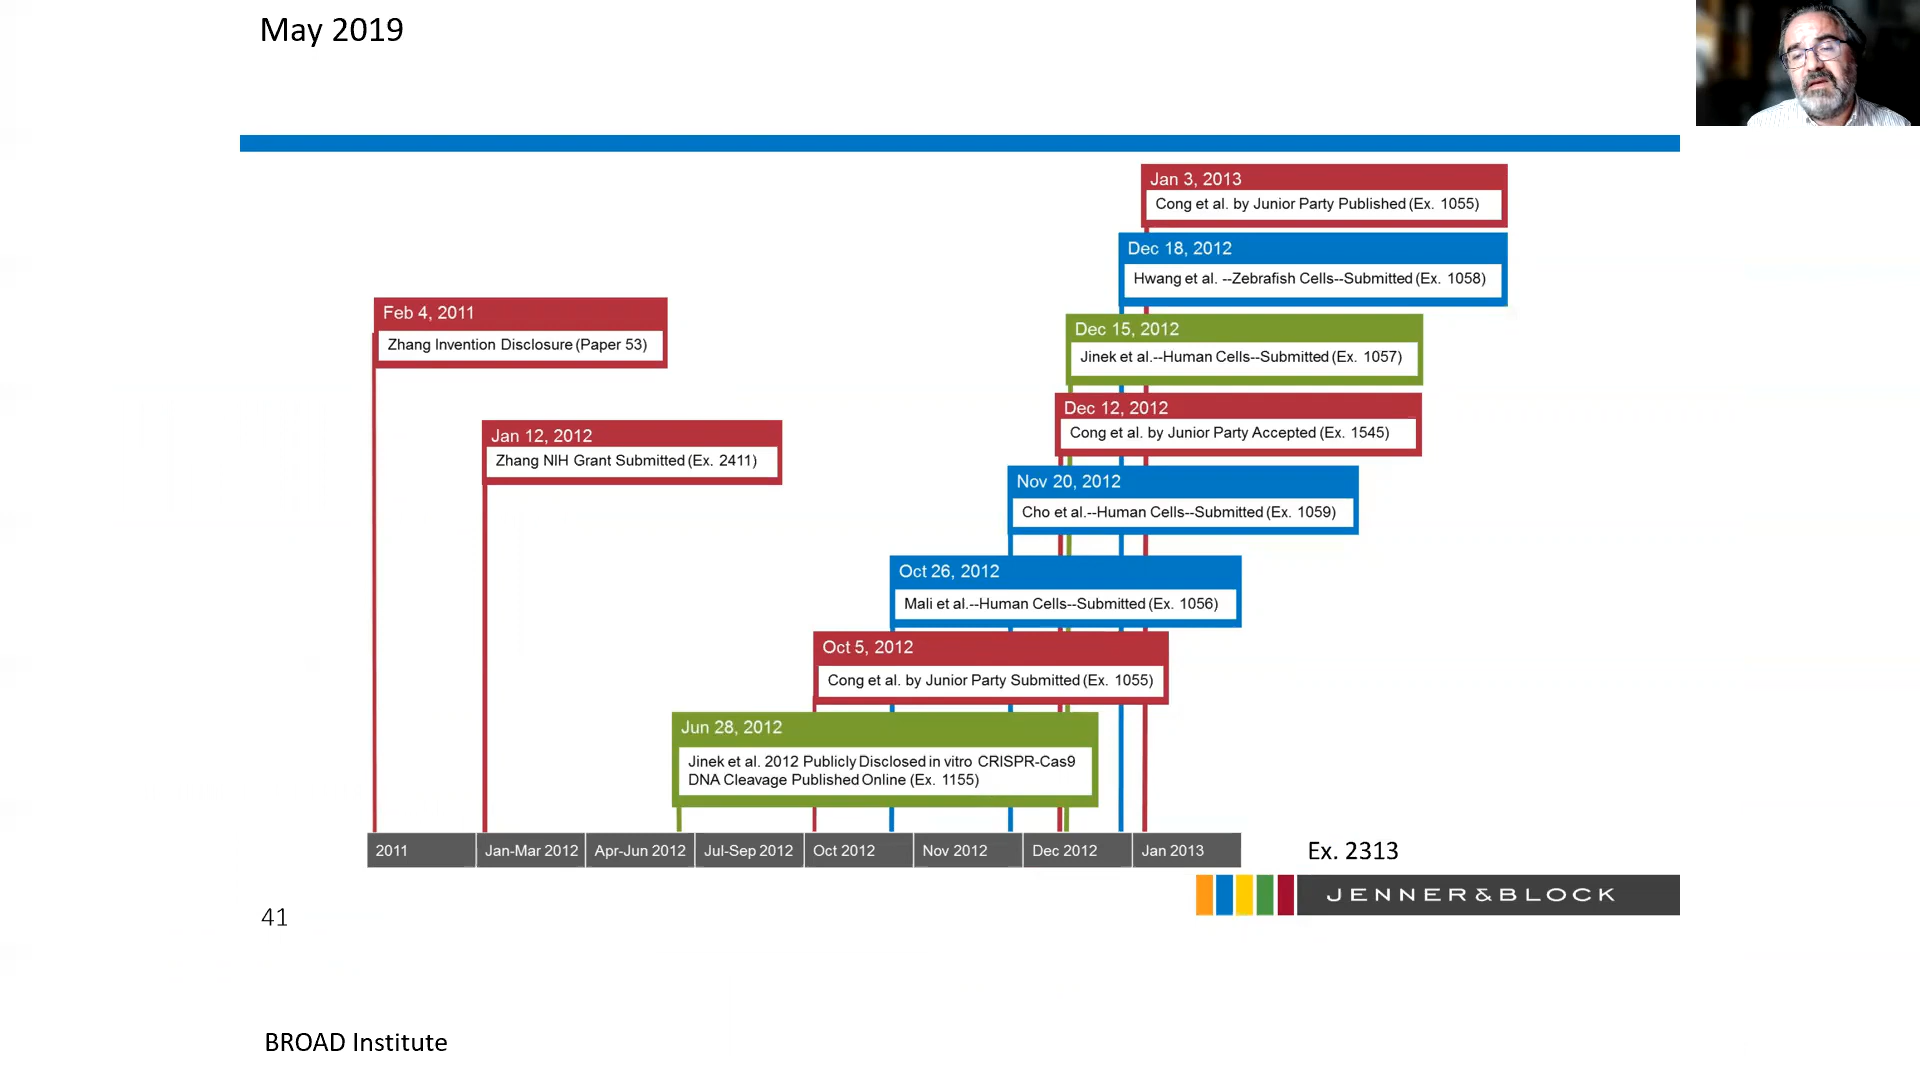 May 2019
Jan 3, 2013
Cong et al. by Junior Party Published (Ex. 1055)
Dec 18, 2012
Hwang et al. --Zebrafish Cells--Submitted (Ex. 1058)
Feb 4, 2011
Zhang Invention Disclosure (Paper 53)
Dec 15, 2012
Jinek et al.--Human Cells--Submitted (Ex. 1057)
Dec 12, 2012
Cong et al. by Junior Party Accepted (Ex. 1545)
Jan 12, 2012
Zhang NIH Grant Submitted (Ex. 2411)
Nov 20, 2012
Cho et al.--Human Cells--Submitted (Ex. 1059)
Oct 26, 2012
Mali et al.--Human Cells--Submitted (Ex. 1056)
Oct 5, 2012
Cong et al. by Junior Party Submitted (Ex. 1055)
Jun 28, 2012
Jinek et al. 2012 Publicly Disclosed in vitro CRISPR-Cas9
DNA Cleavage Published Online (Ex. 1155)
2011 Jan-Mar 2012 Apr-Jun 2012 Jul-Sep 2012 Oct 2012 Nov 2012 Dec 2012 Jan 2013
Ex. 2313
JENNER&BLOCK
41
BROAD Institute